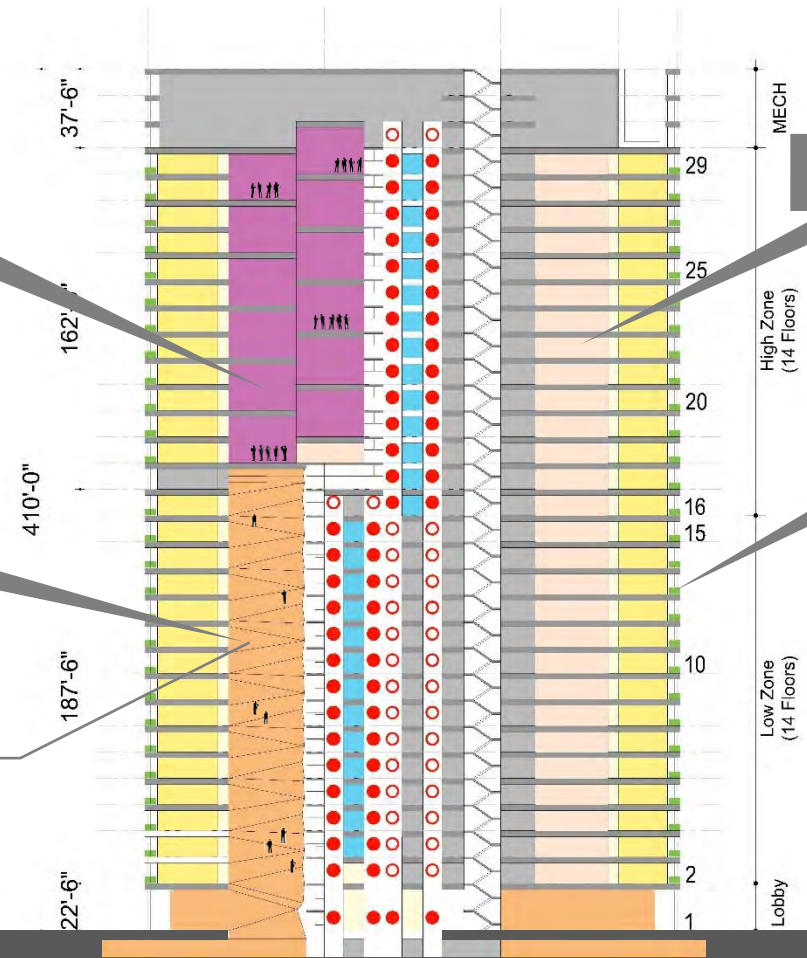 37'-6"
162'-
410'-0"
187'-6"
22'-6"
MECH
29
25
High Zone
(14 Floors)
20
16
15
10
Low Zone
(14 Floors)
2
Lobby
1